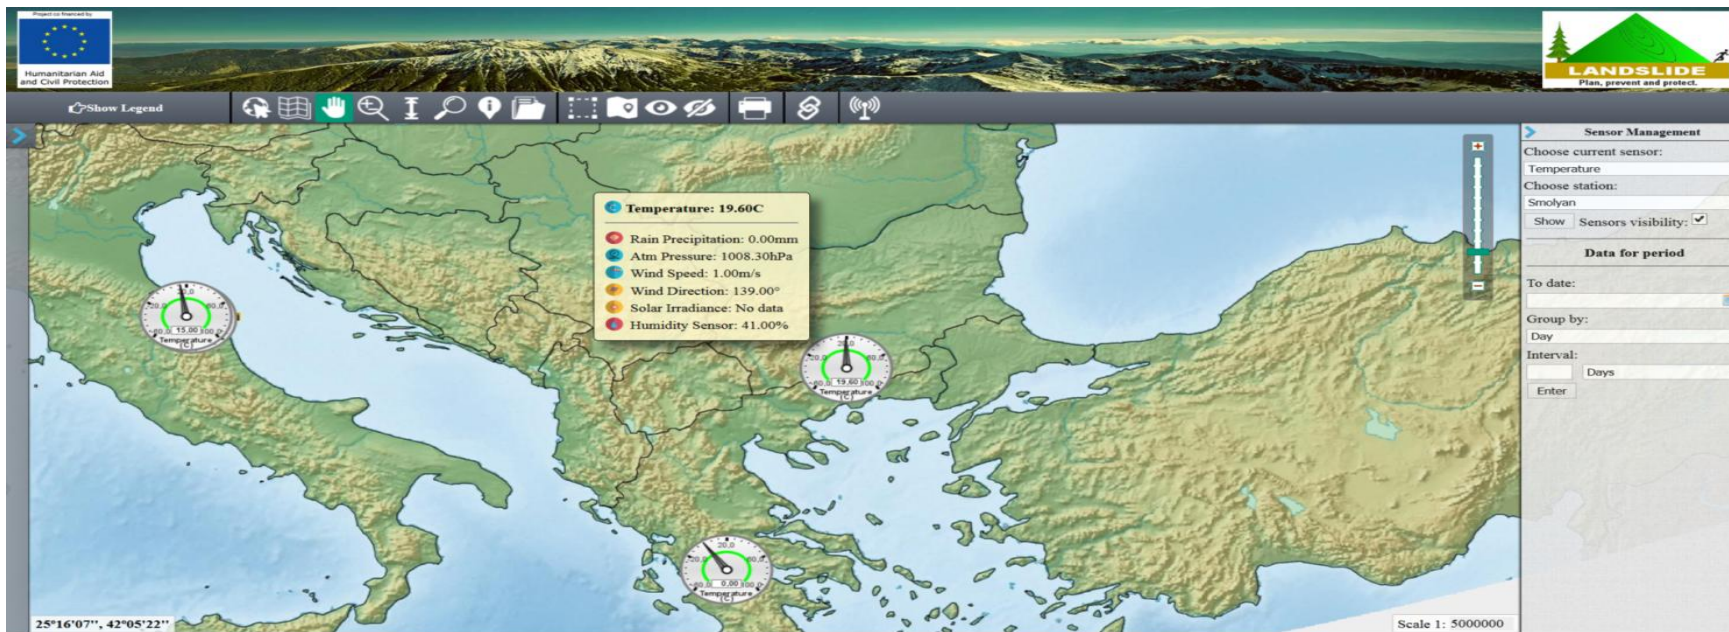 Project co financed by
Humanitarian Aid
and Civil Protection
LANDSLIDE
Plan, prevent and protect.
Show Legend
Sensor Management
Choose current sensor:
Temperature
Choose station:
Smolyan
Show Sensors visibility:
Data for period
To date:
Group by:
Day
Interval:
Days
Enter
Temperature: 19.60C
Rain Precipitation: 0.00mm
Atm Pressure: 1008.30hPa
Wind Speed: 1.00m/s
Wind Direction: 139.00°
Solar Irradiance: No data
Humidity Sensor: 41.00%
15,00
Temperature
(C)
20,0
19,60
Temperature
(C)
20,0
0,00
Temperature
(C)
25°16'07'', 42°05'22''
Scale 1: 5000000